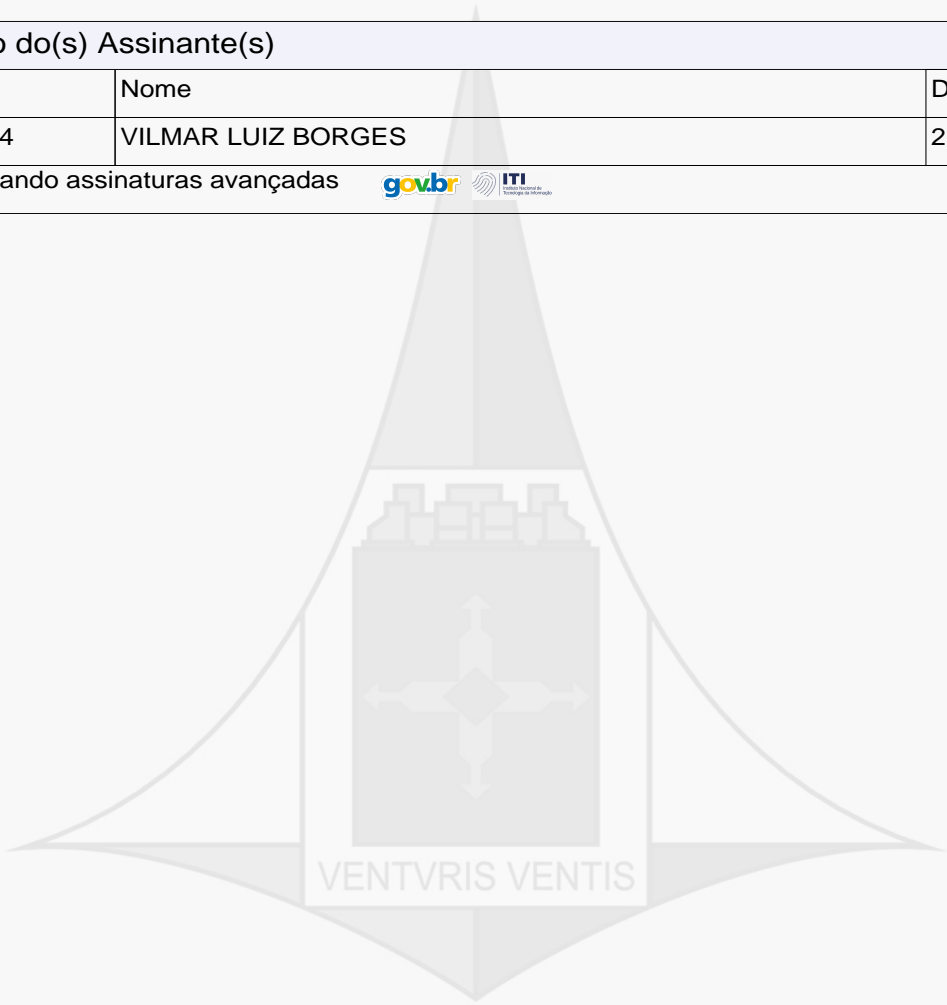 do(s) Assinante(s)
Nome
4
VILMAR LUIZ BORGES
2
ando assinaturas avançadas gov.br ITI
VENTVRIS VENTIS